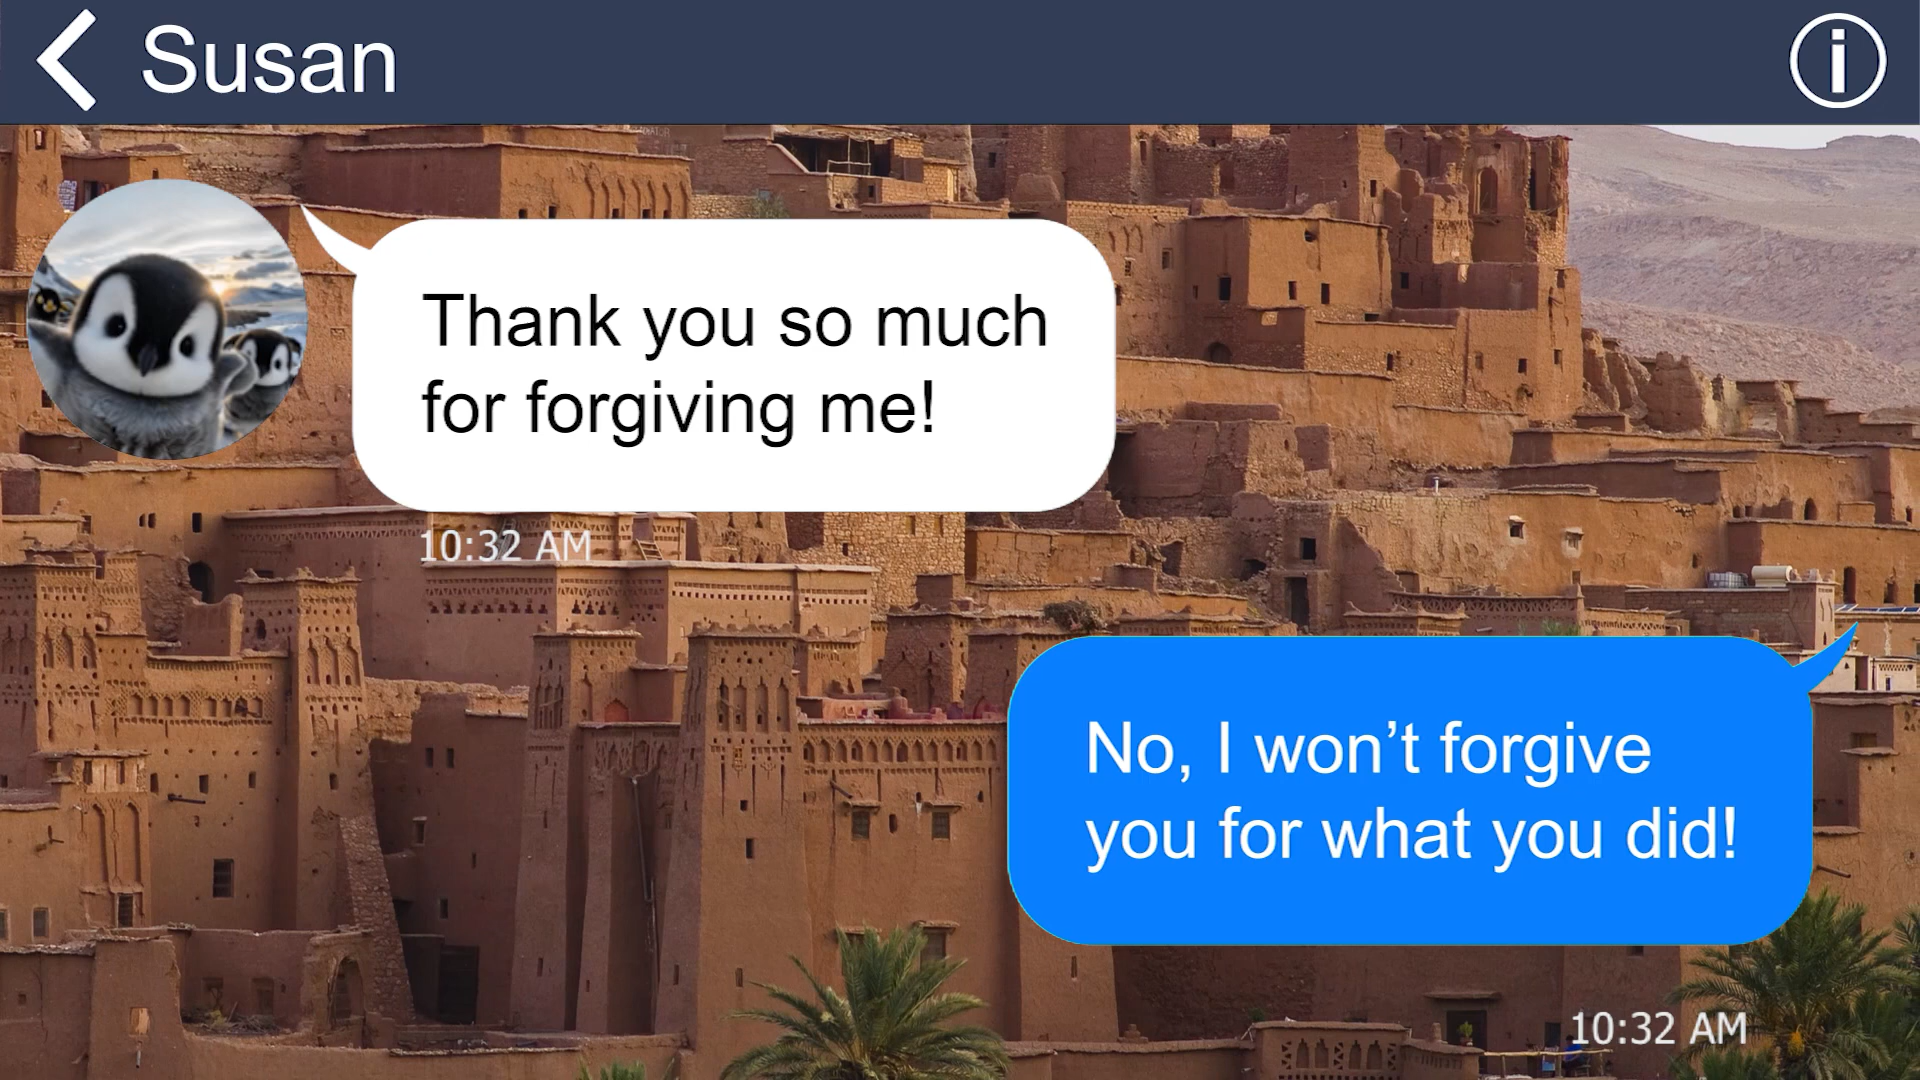 Susan
Thank you so much
for forgiving me!
10:32 AM
No, I won’t forgive
you for what you did!
10:32 AM